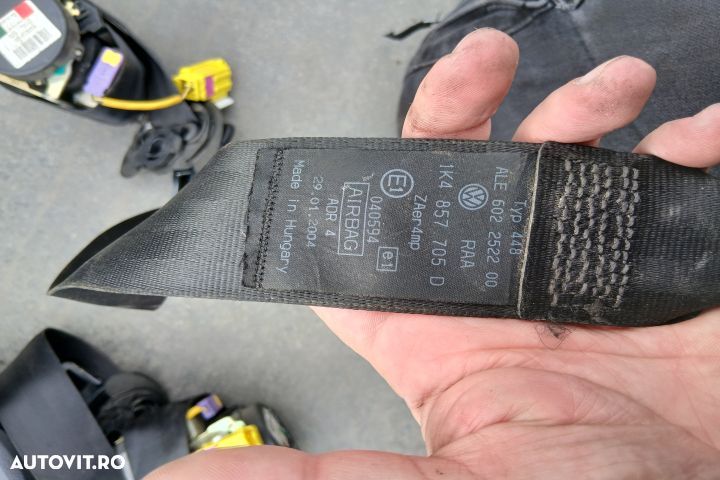 Typ 448
ALE 602 2522 00
RAA
1K4 857 705 D
ZAer4mp
E1 040594 e1
AIRBAG
ADR 4
29.01.2004
Made in Hungary
AUTOVIT.RO